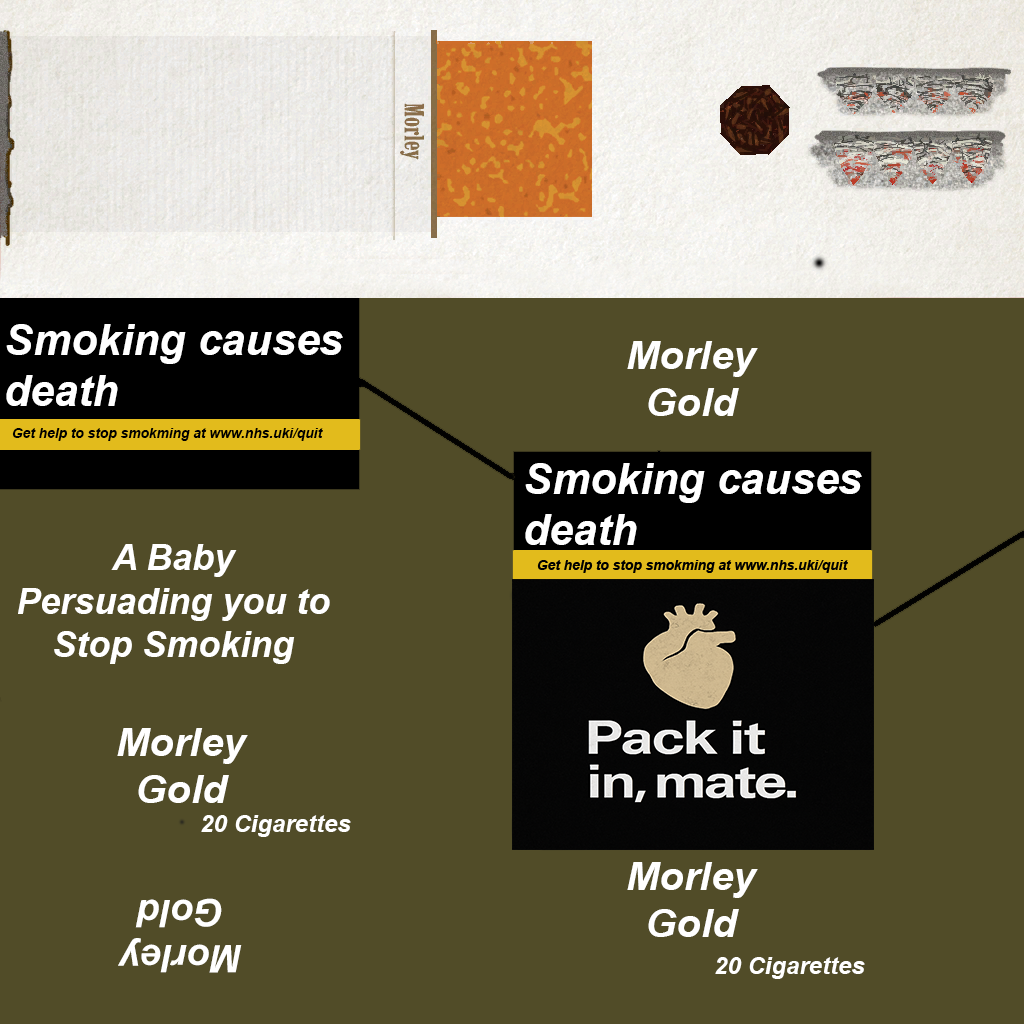 Morley
Smoking causes
death
Get help to stop smokming at www.nhs.uki/quit
Morley
Gold
Smoking causes
death
Get help to stop smokming at www.nhs.uki/quit
A Baby
Persuading you to
Stop Smoking
Pack it
in, mate.
Morley
Gold
20 Cigarettes
Morley
Gold
20 Cigarettes
Morley
Gold